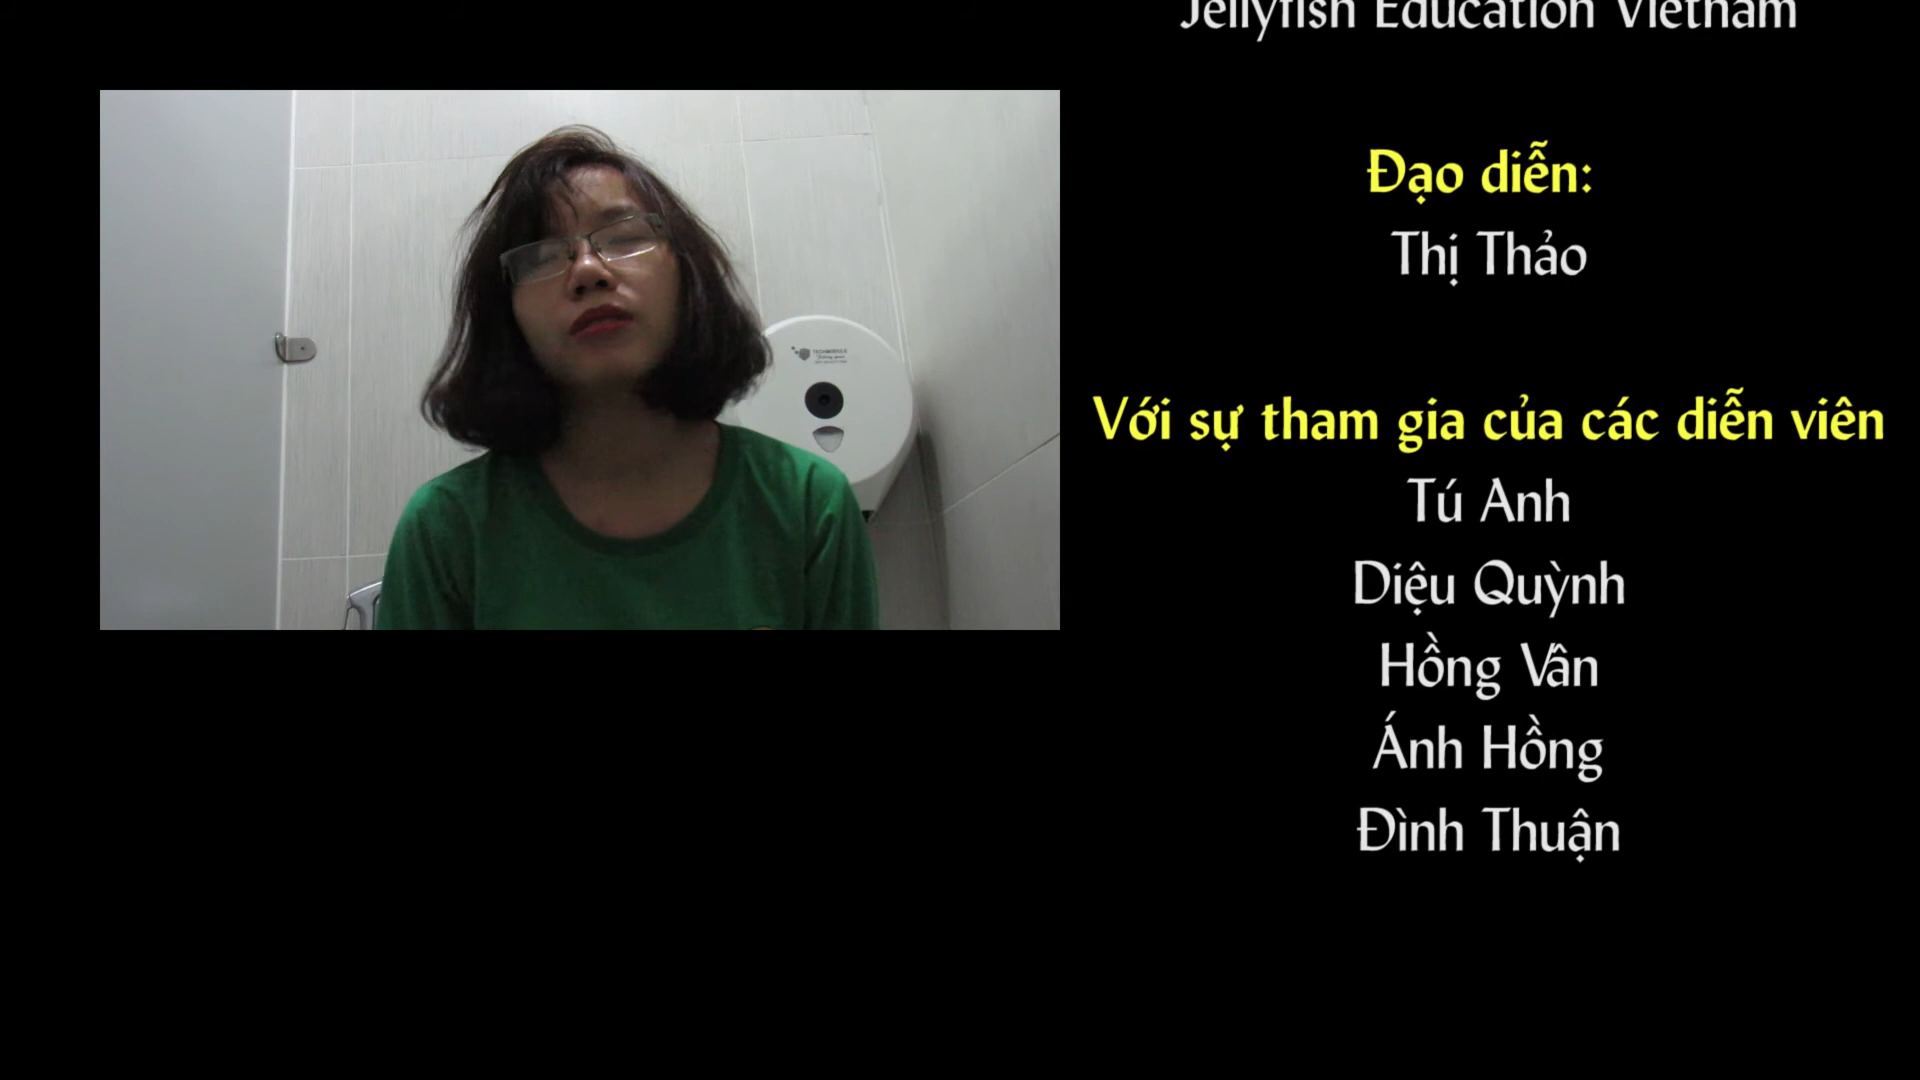 Jellyfish Education Vietnam
Đạo diễn:
Thị Thảo
Với sự tham gia của các diễn viên
Tú Anh
Diệu Quỳnh
Hồng Vân
Ánh Hồng
Đình Thuận